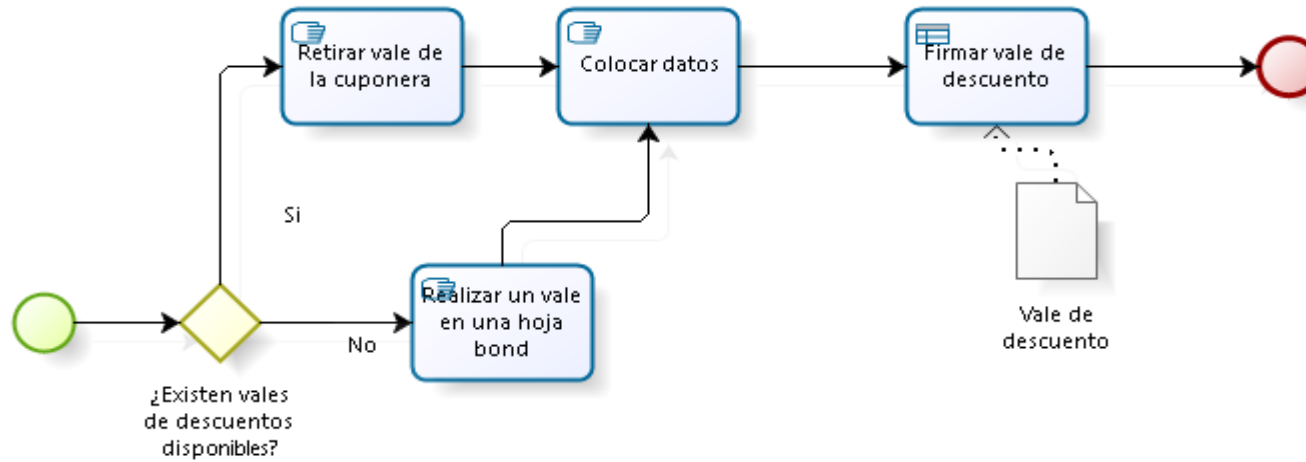 Retirar vale de
la cuponera
Colocar datos
Firmar vale de
descuento
Si
No
Realizar un vale
en una hoja
bond
¿Existen vales
de descuentos
disponibles?
Vale de
descuento